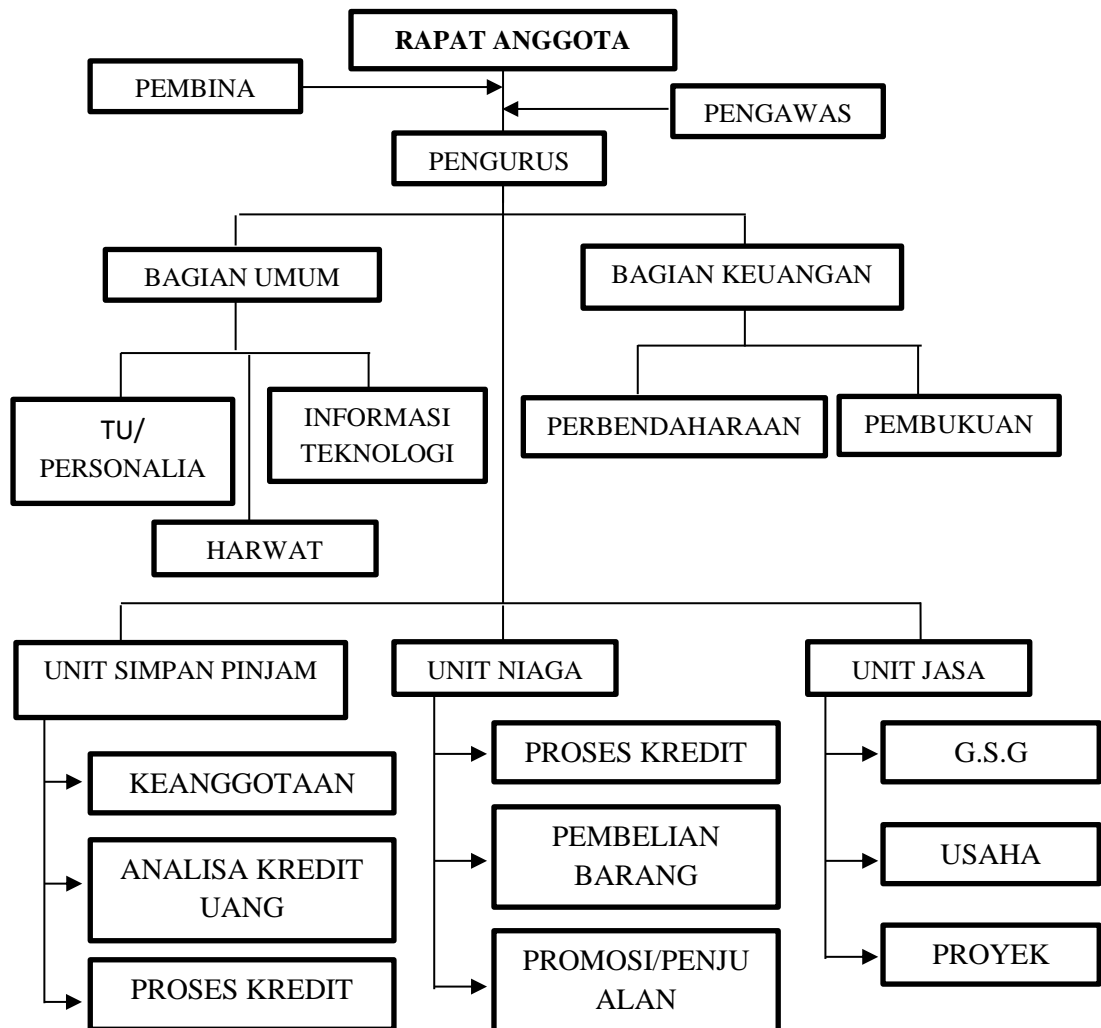 RAPAT ANGGOTA
PEMBINA
PENGAWAS
PENGURUS
BAGIAN UMUM
BAGIAN KEUANGAN
TU/
PERSONALIA
INFORMASI
TEKNOLOGI
HARWAT
PERBENDAHARAAN
PEMBUKUAN
UNIT SIMPAN PINJAM
KEANGGOTAAN
ANALISA KREDIT
UANG
PROSES KREDIT
UNIT NIAGA
PROSES KREDIT
PEMBELIAN
BARANG
PROMOSI/PENJU
ALAN
UNIT JASA
G.S.G
USAHA
PROYEK